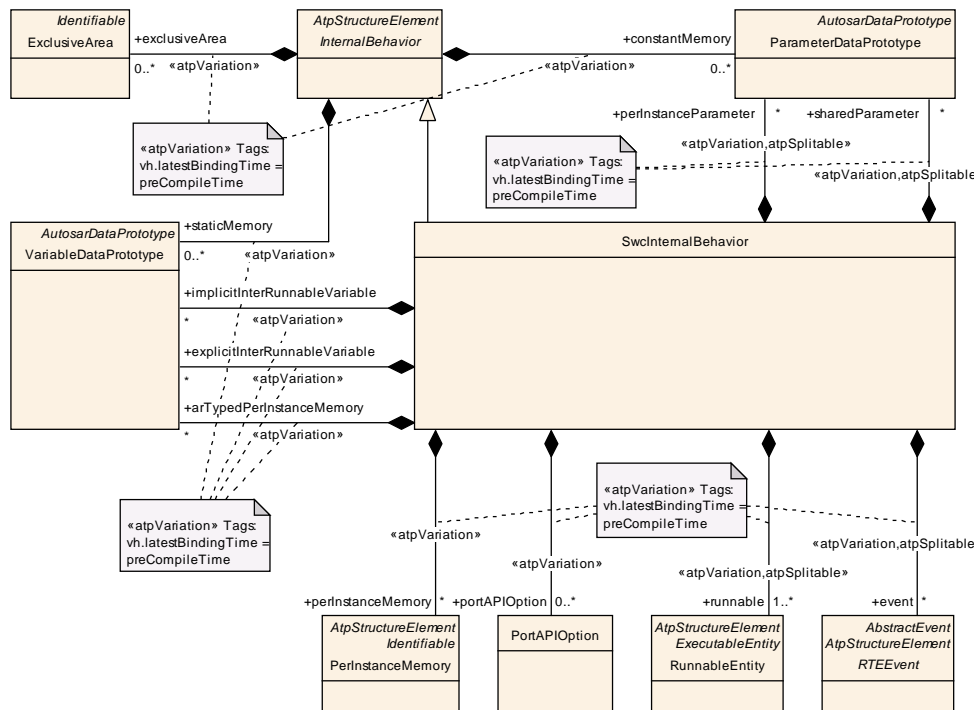 Identifiable
ExclusiveArea
+exclusiveArea
0..*
«atpVariation»
AtpStructureElement
InternalBehavior
+constantMemory
«atpVariation»
0..*
AutosarDataPrototype
ParameterDataPrototype
«atpVariation» Tags:
vh.latestBindingTime =
preCompileTime
«atpVariation» Tags:
vh.latestBindingTime =
preCompileTime
+perInstanceParameter
*
+sharedParameter
*
«atpVariation,atpSplitable»
«atpVariation,atpSplitable»
AutosarDataPrototype
VariableDataPrototype
+staticMemory
0..*
«atpVariation»
+implicitInterRunnableVariable
*
«atpVariation»
+explicitInterRunnableVariable
*
«atpVariation»
+arTypedPerInstanceMemory
*
«atpVariation»
SwcInternalBehavior
«atpVariation» Tags:
vh.latestBindingTime =
preCompileTime
«atpVariation» Tags:
vh.latestBindingTime =
preCompileTime
«atpVariation»
«atpVariation»
«atpVariation,atpSplitable»
«atpVariation,atpSplitable»
+perInstanceMemory
*
+portAPIOption
0..*
+runnable
1..*
+event
*
AtpStructureElement
Identifiable
PerInstanceMemory
PortAPIOption
AtpStructureElement
ExecutableEntity
RunnableEntity
AbstractEvent
AtpStructureElement
RTEEvent